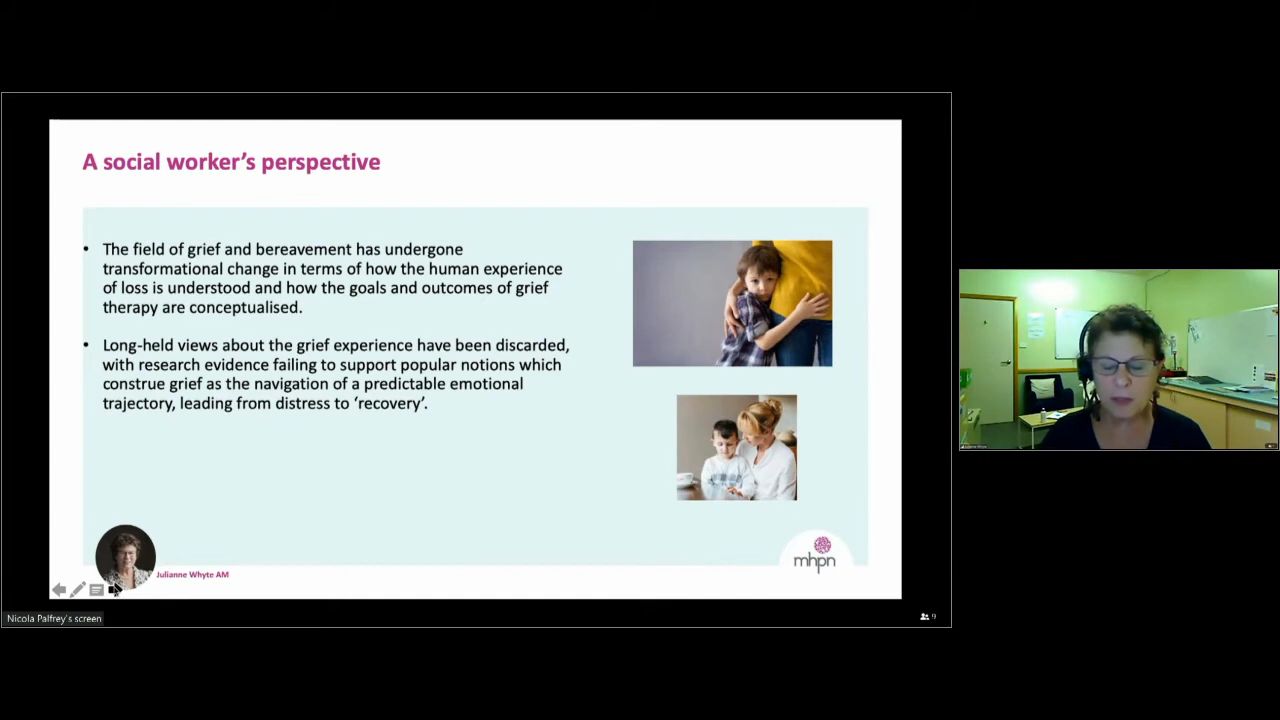 A social worker's perspective
• The field of grief and bereavement has undergone
transformational change in terms of how the human experience
of loss is understood and how the goals and outcomes of grief
therapy are conceptualised.
• Long-held views about the grief experience have been discarded,
with research evidence failing to support popular notions which
construe grief as the navigation of a predictable emotional
trajectory, leading from distress to ‘recovery’.
Julianne Whyte AM
mhpn
Nicola Palfrey's screen
9